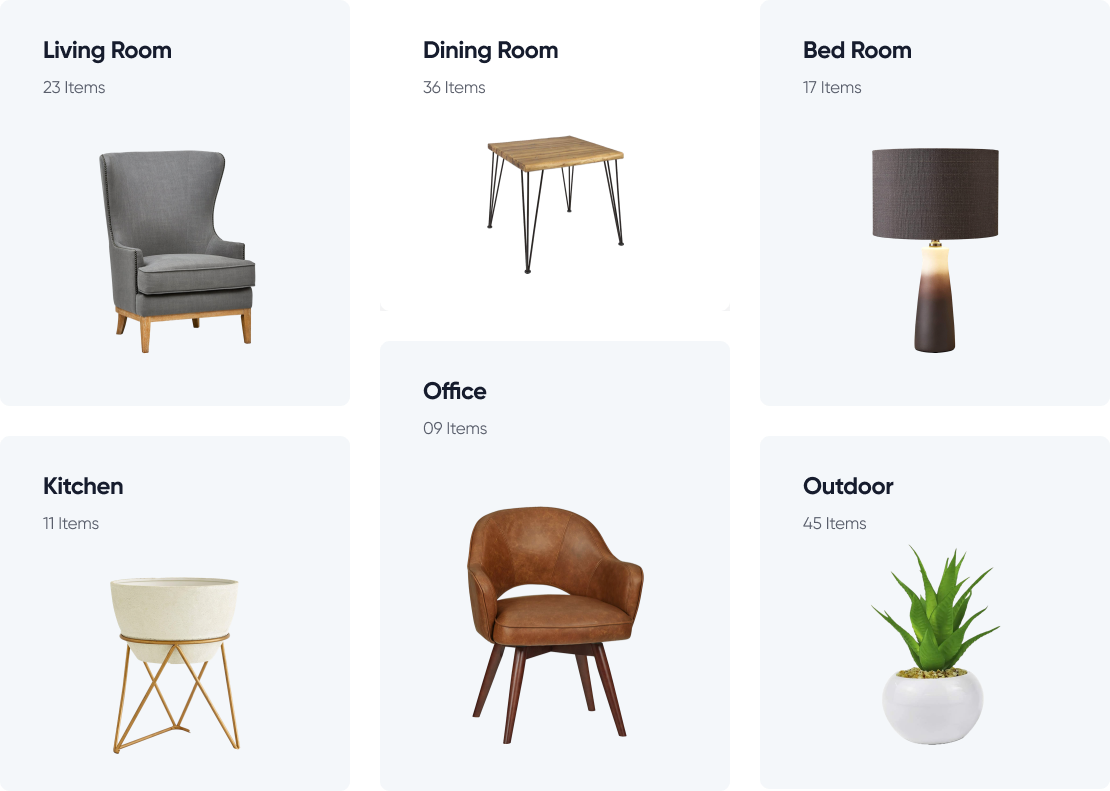 Living Room
23 Items
Dining Room
36 Items
Bed Room
17 Items
Office
09 Items
Kitchen
11 Items
Outdoor
45 Items